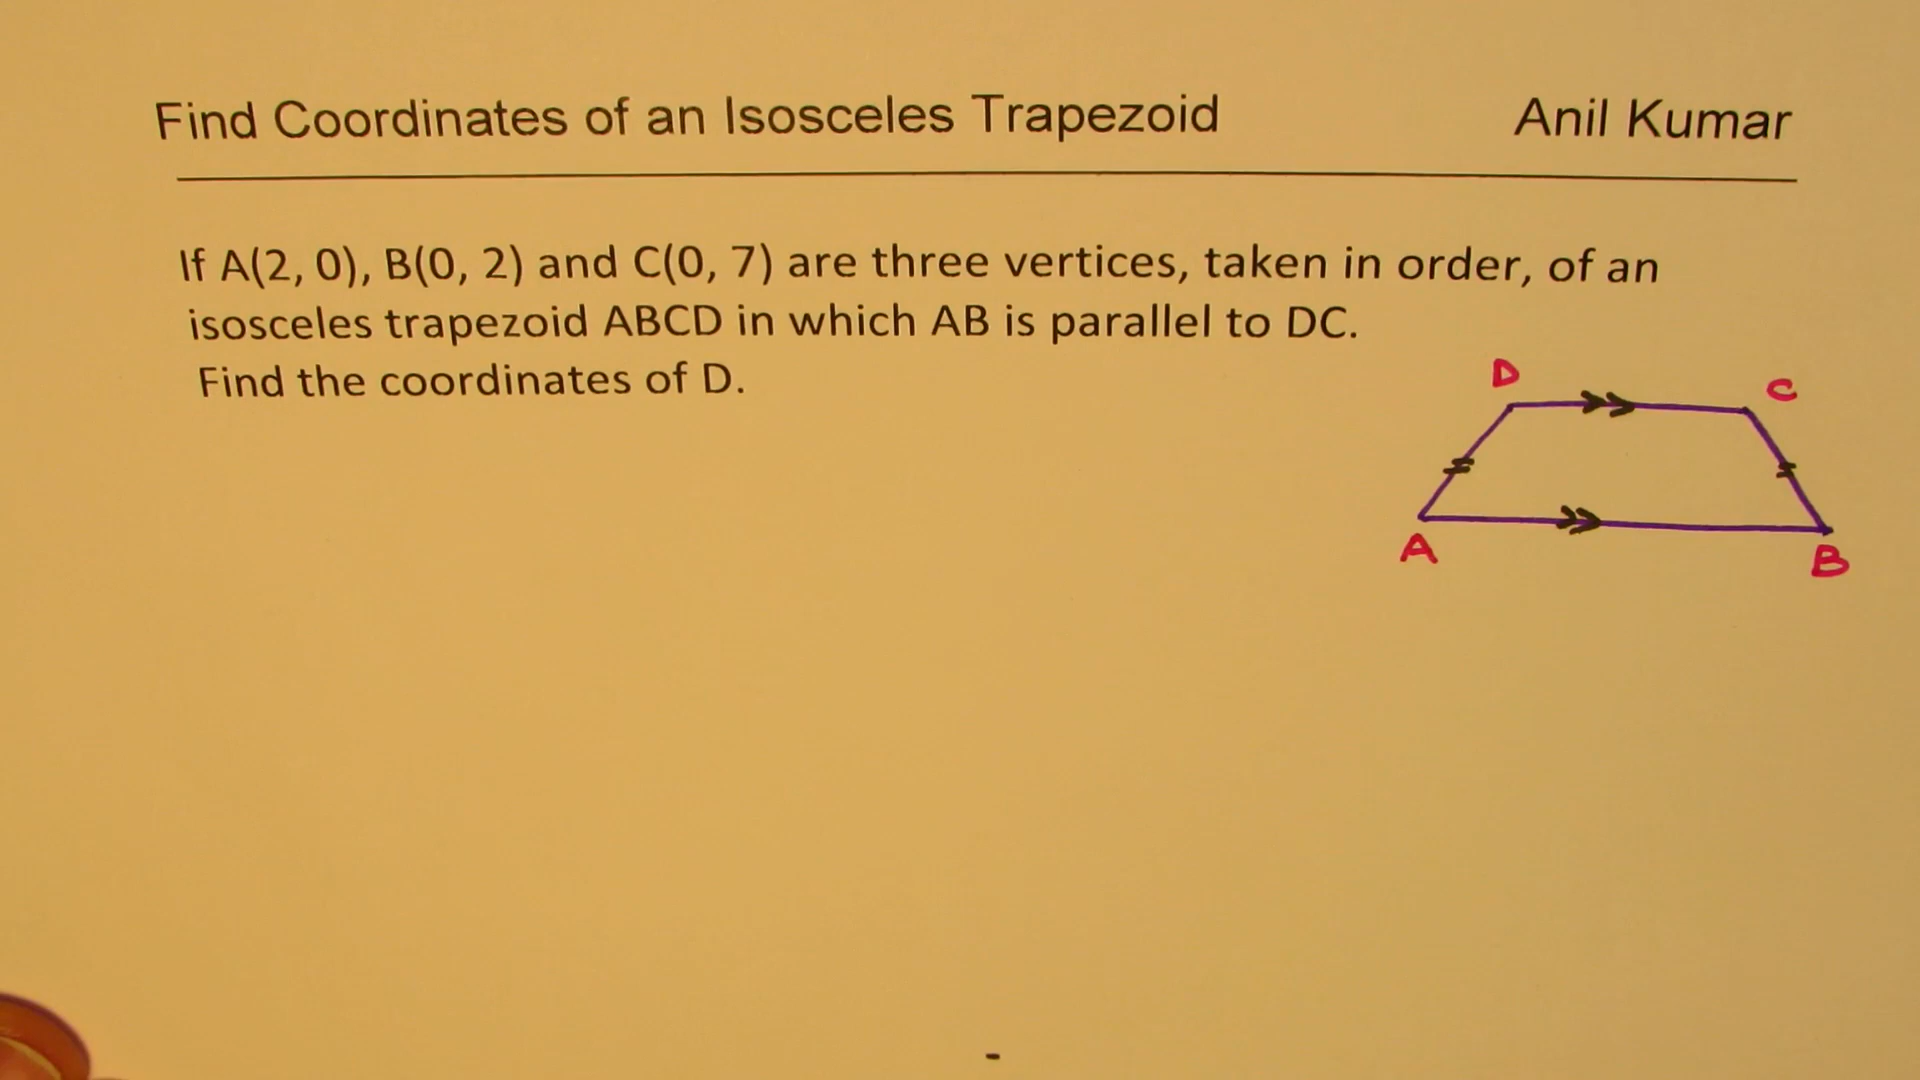 Find Coordinates of an Isosceles Trapezoid Anil Kumar
If A(2, 0), B(0, 2) and C(0, 7) are three vertices, taken in order, of an
isosceles trapezoid ABCD in which AB is parallel to DC.
Find the coordinates of D.
D C
A B